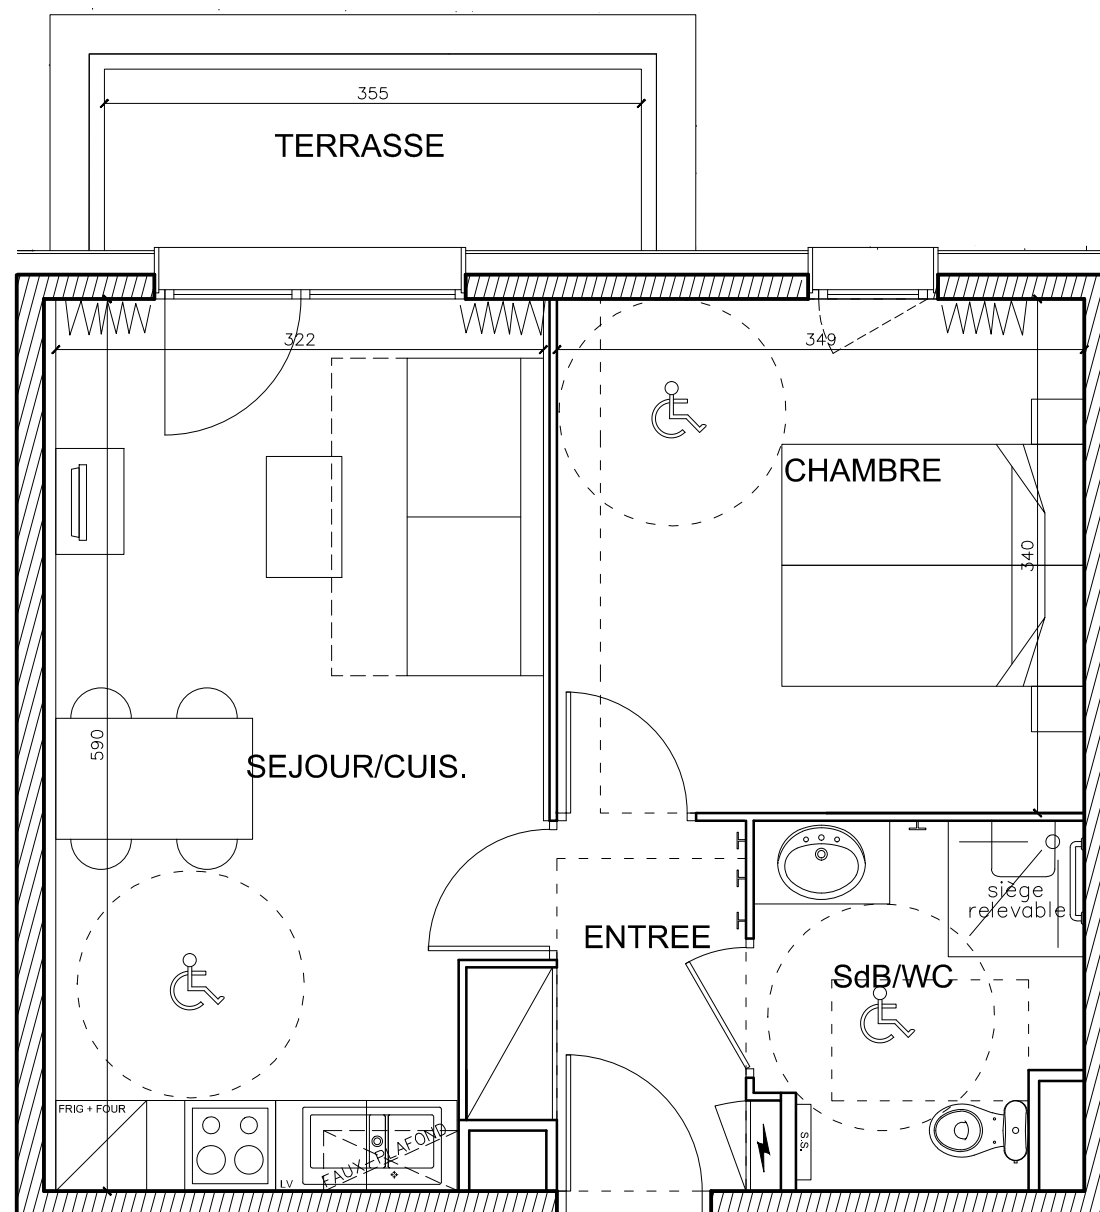 355
TERRASSE
322
349
CHAMBRE
340
590
SEJOUR/CUIS.
siège
relevable
ENTREE
SdB/WC
FRIG + FOUR
FAUX-PLAFOND
S.S.
LV